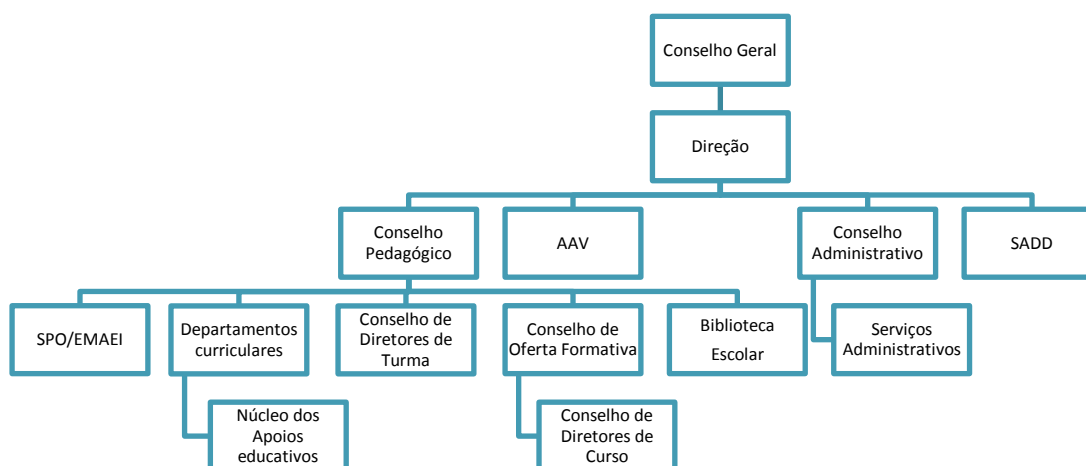 Conselho Geral
Direção
Conselho
Pedagógico
AAV
Conselho
Administrativo
SADD
SPO/EMAEI
Departamentos
curriculares
Conselho de
Diretores de
Turma
Conselho de
Oferta Formativa
Biblioteca
Escolar
Serviços
Administrativos
Núcleo dos
Apoios
educativos
Conselho de
Diretores de
Curso